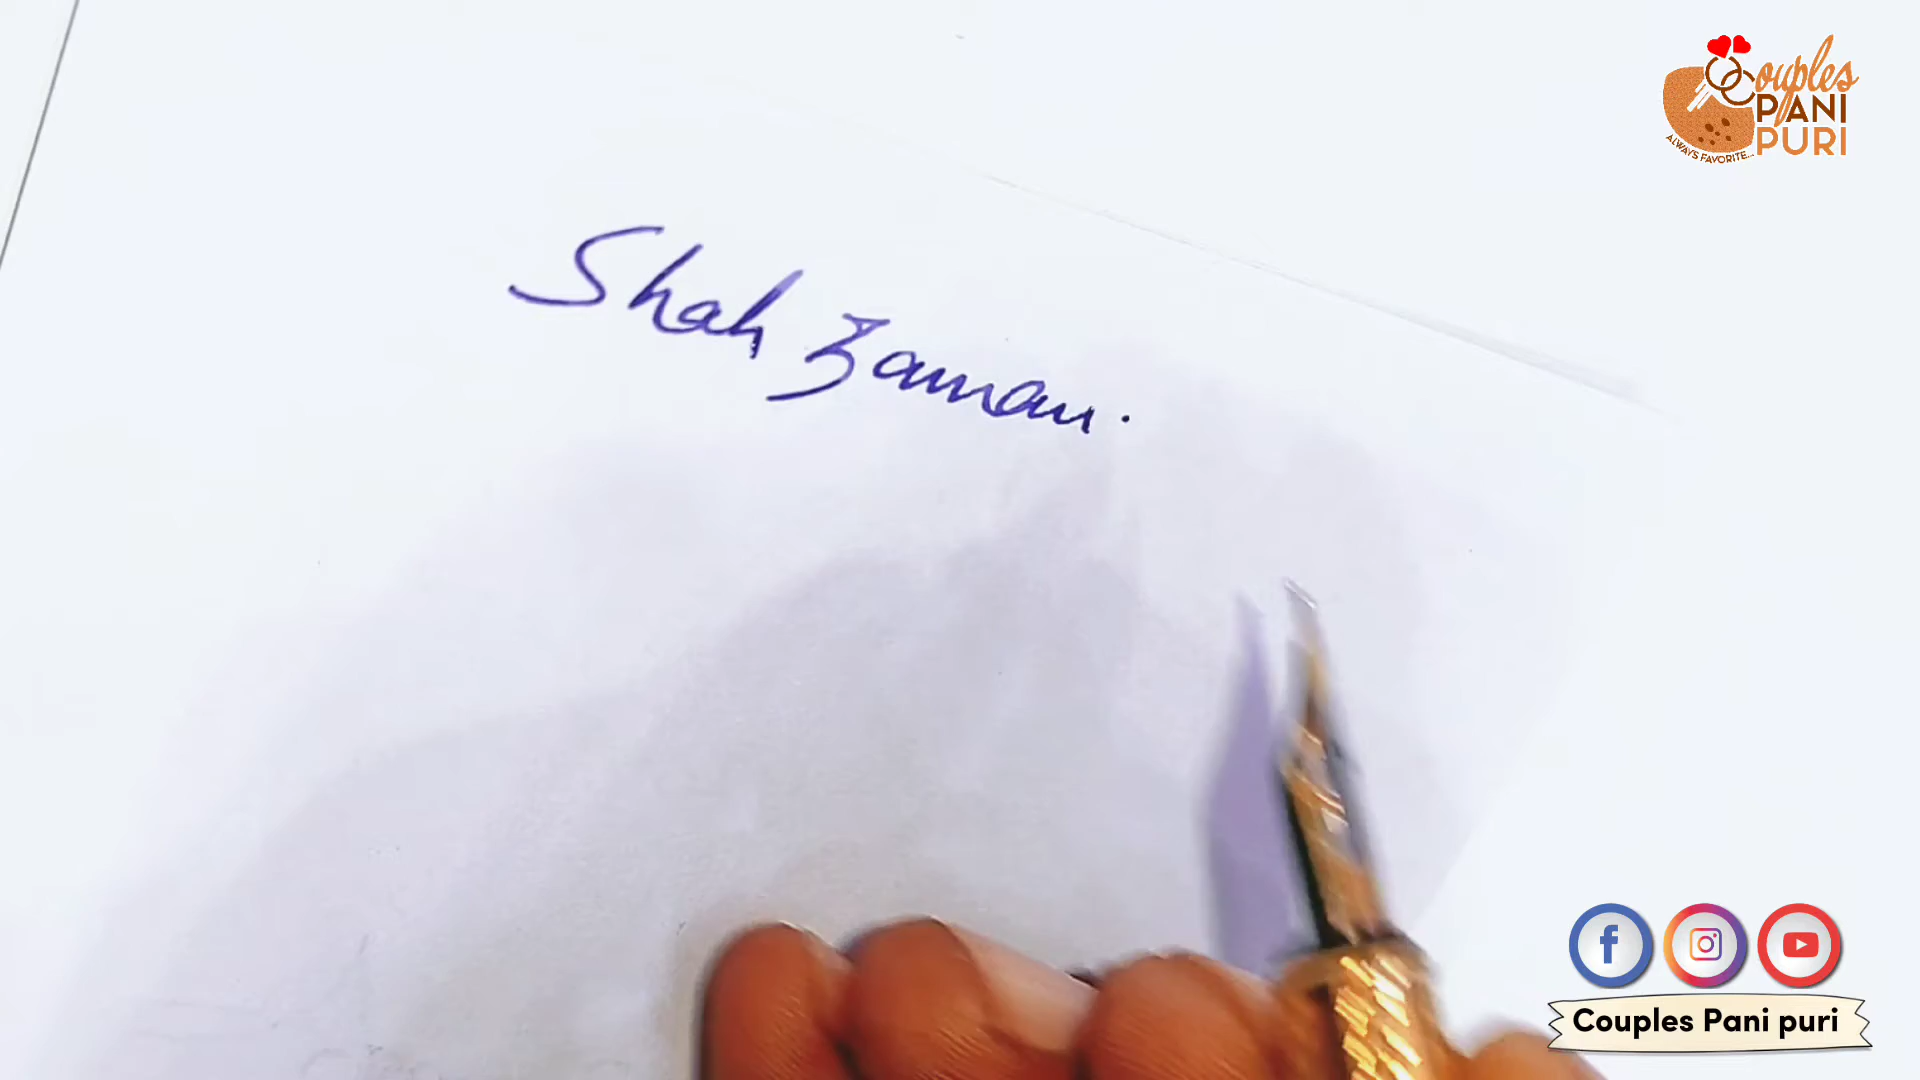 Couples
PANI
PURI
ALWAYS FAVORITE...
Shah Zaman.
Couples Pani puri